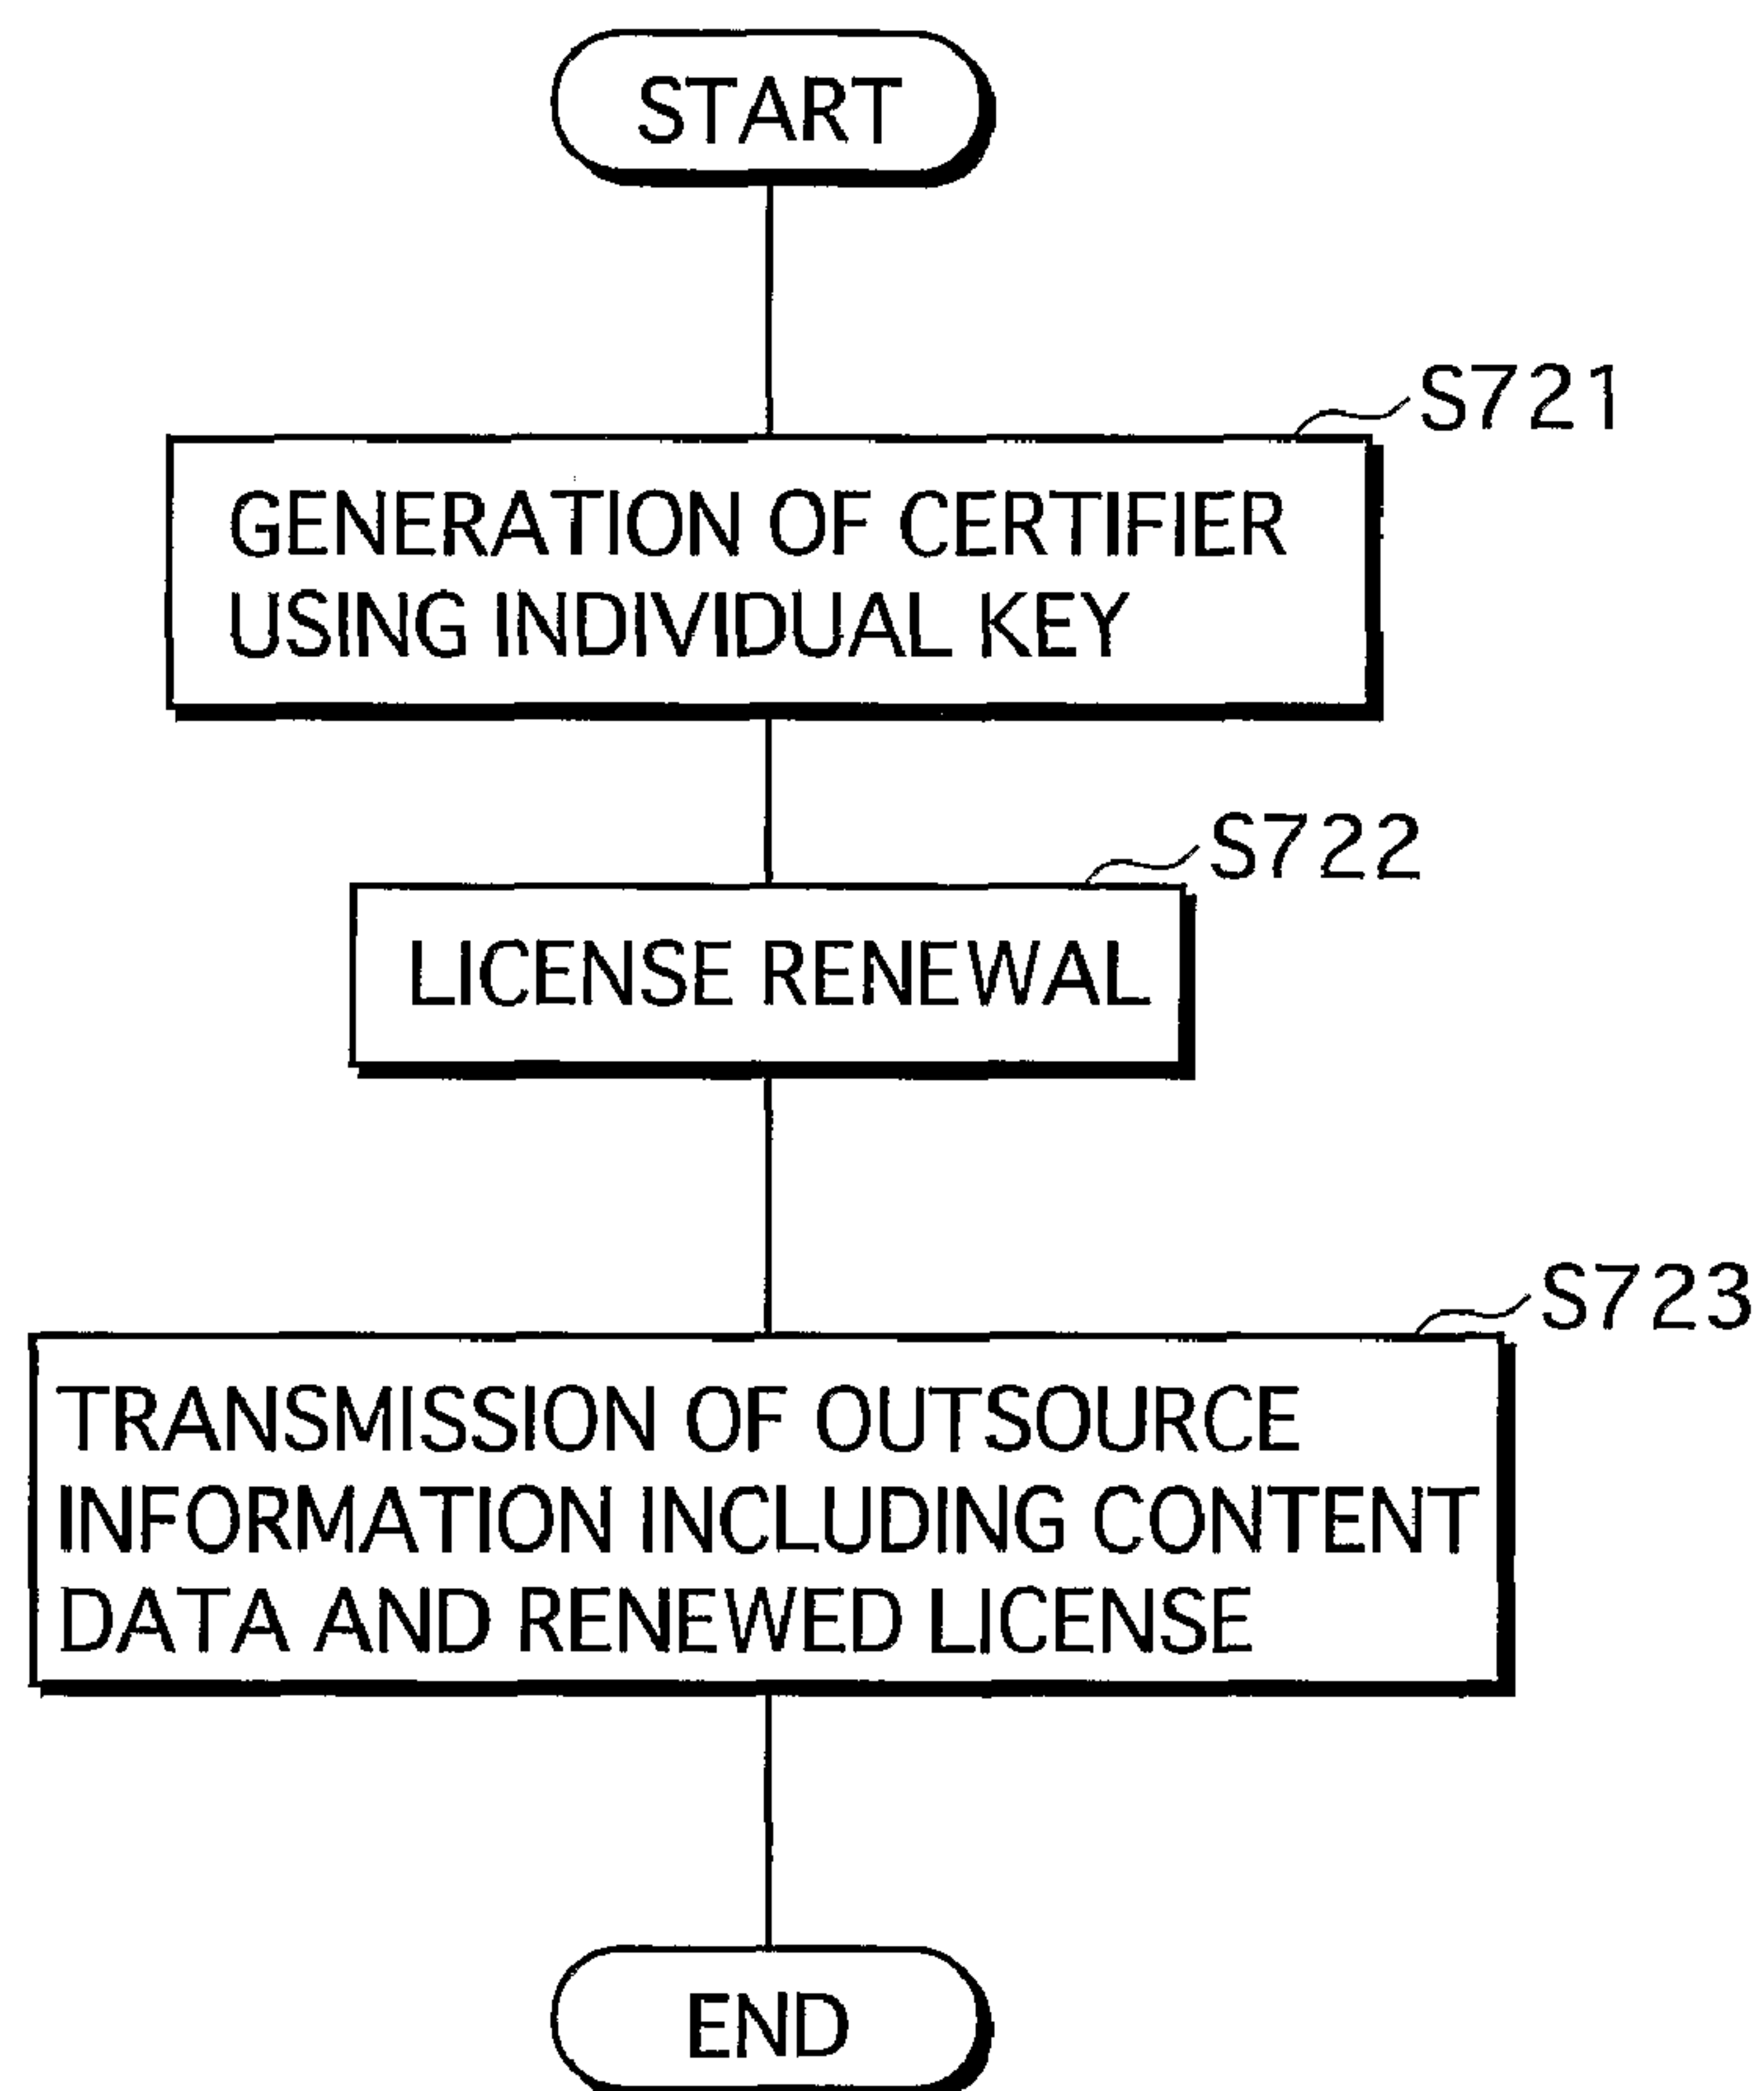 START
S721
GENERATION OF CERTIFIER
USING INDIVIDUAL KEY
S722
LICENSE RENEWAL
S723
TRANSMISSION OF OUTSOURCE
INFORMATION INCLUDING CONTENT
DATA AND RENEWED LICENSE
END